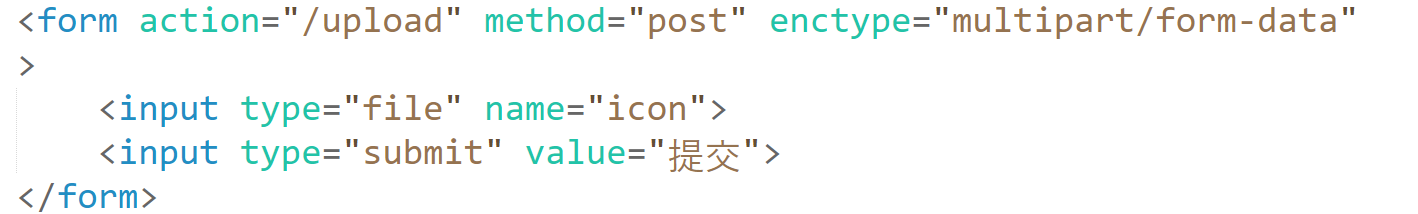 <form action="/upload" method="post" enctype="multipart/form-data"
>
    <input type="file" name="icon">
    <input type="submit" value="提交">
</form>